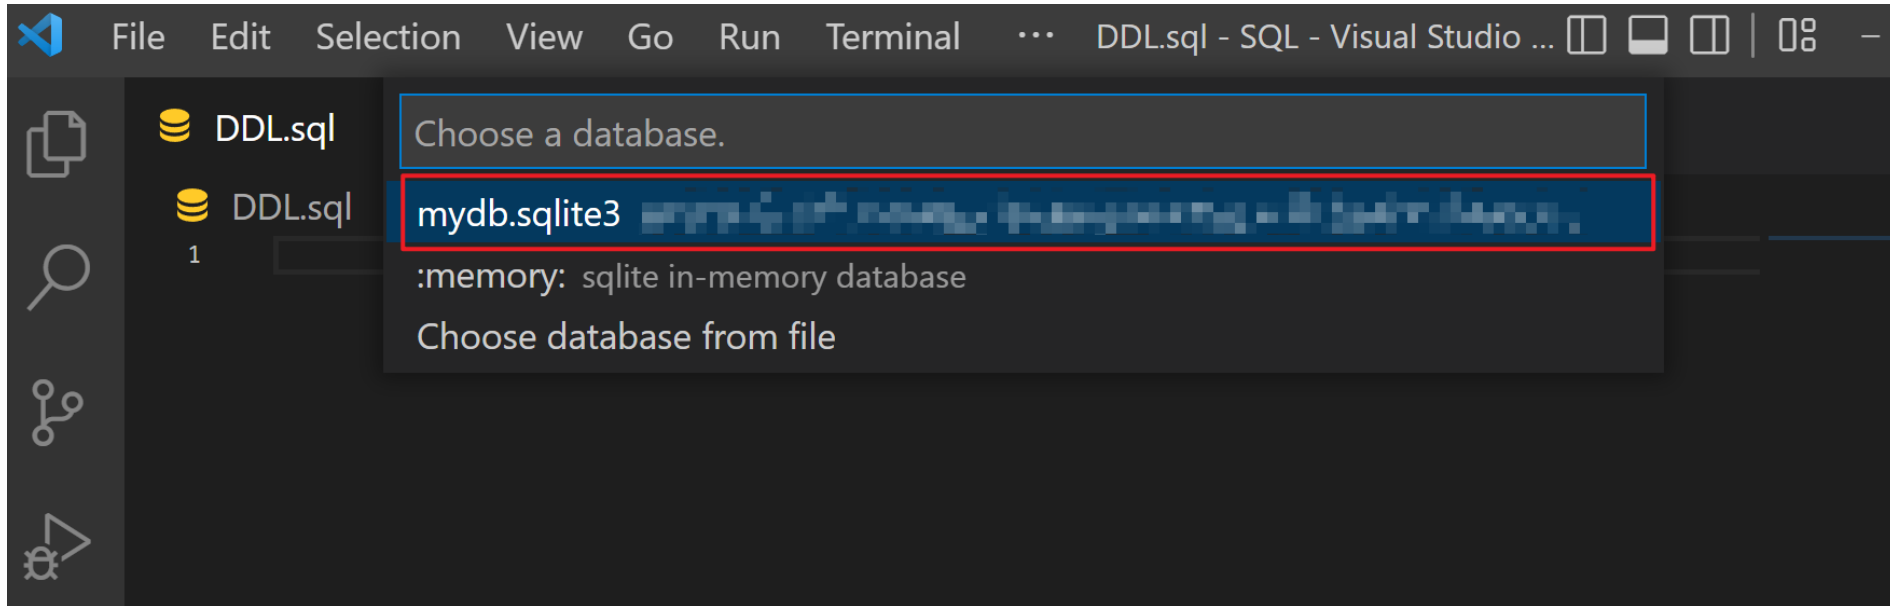 File Edit Selection View Go Run Terminal ··· DDL.sql - SQL - Visual Studio ...
DDL.sql
Choose a database.
DDL.sql
mydb.sqlite3
1
:memory: sqlite in-memory database
Choose database from file